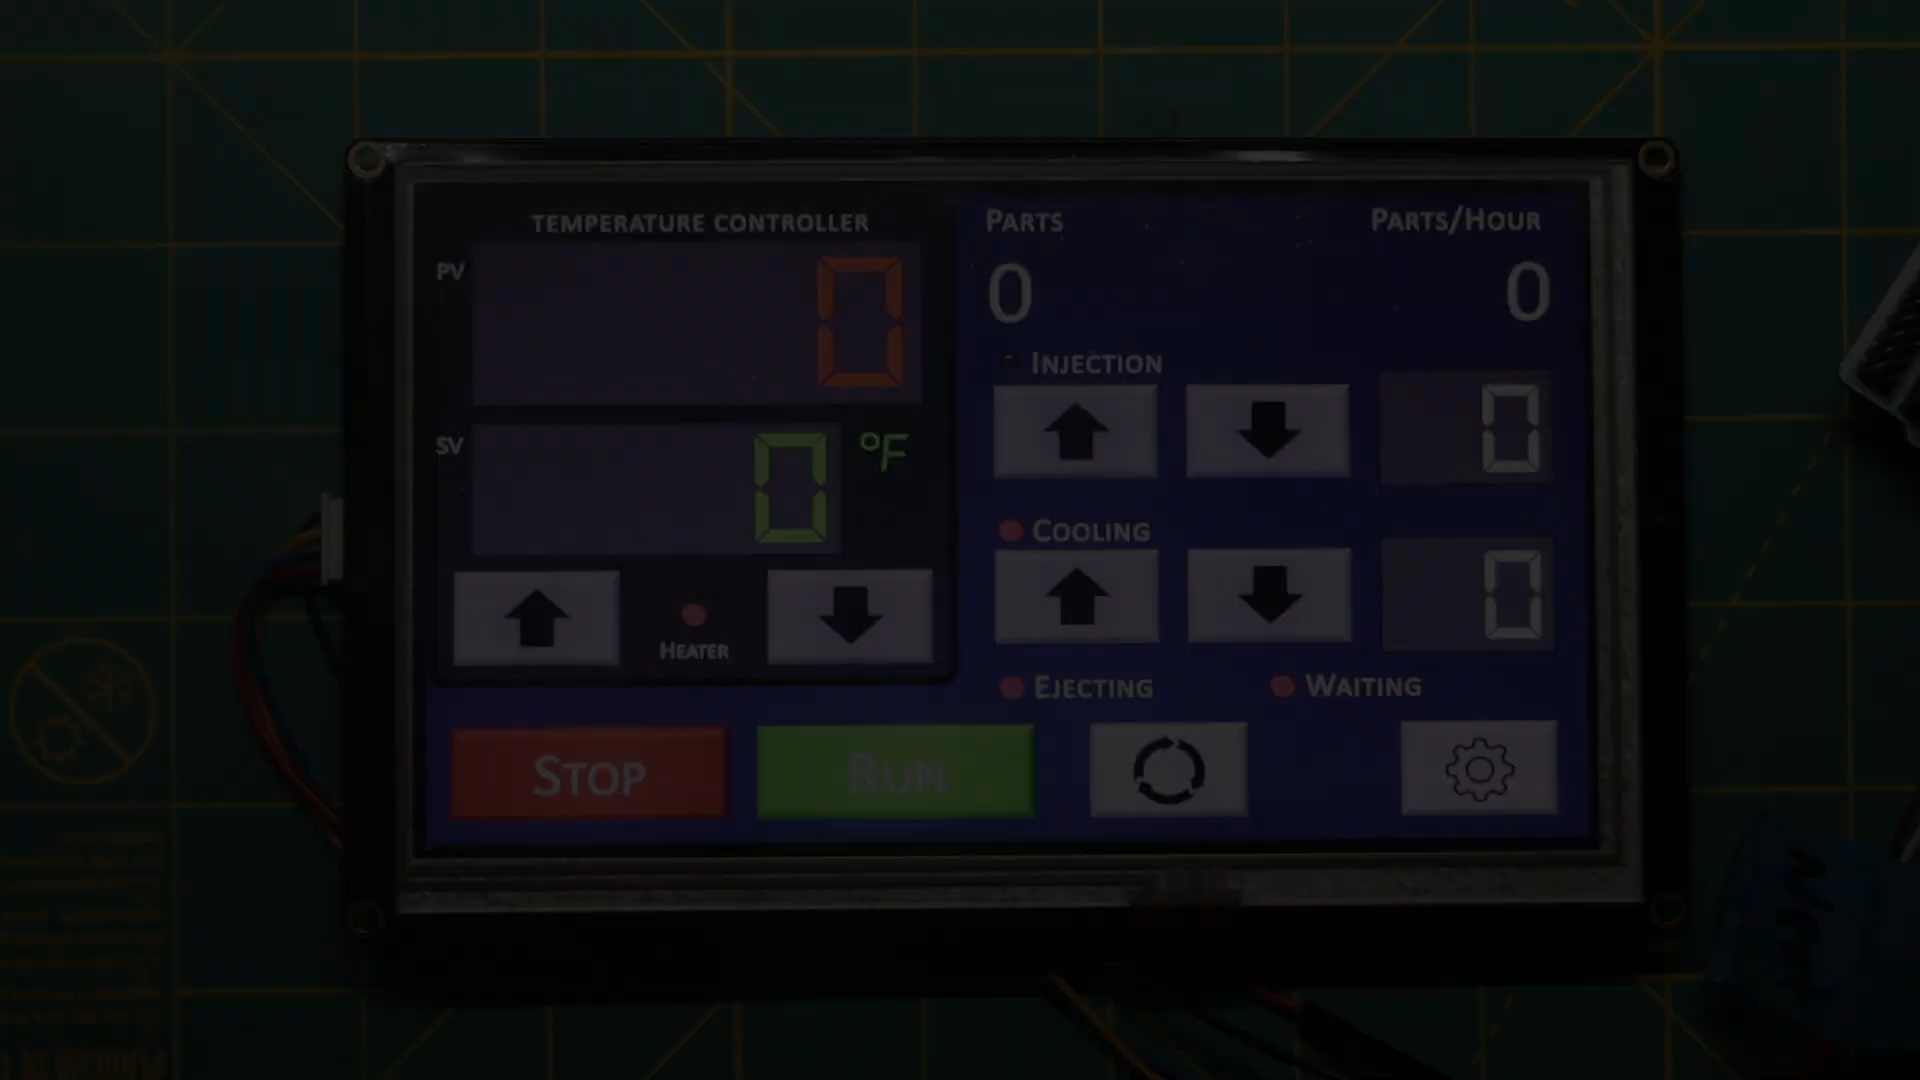 TEMPERATURE CONTROLLER
PV
0
SV
0 °F
HEATER
STOP
RUN
PARTS
PARTS/HOUR
0
0
INJECTION
0
COOLING
0
EJECTING
WAITING